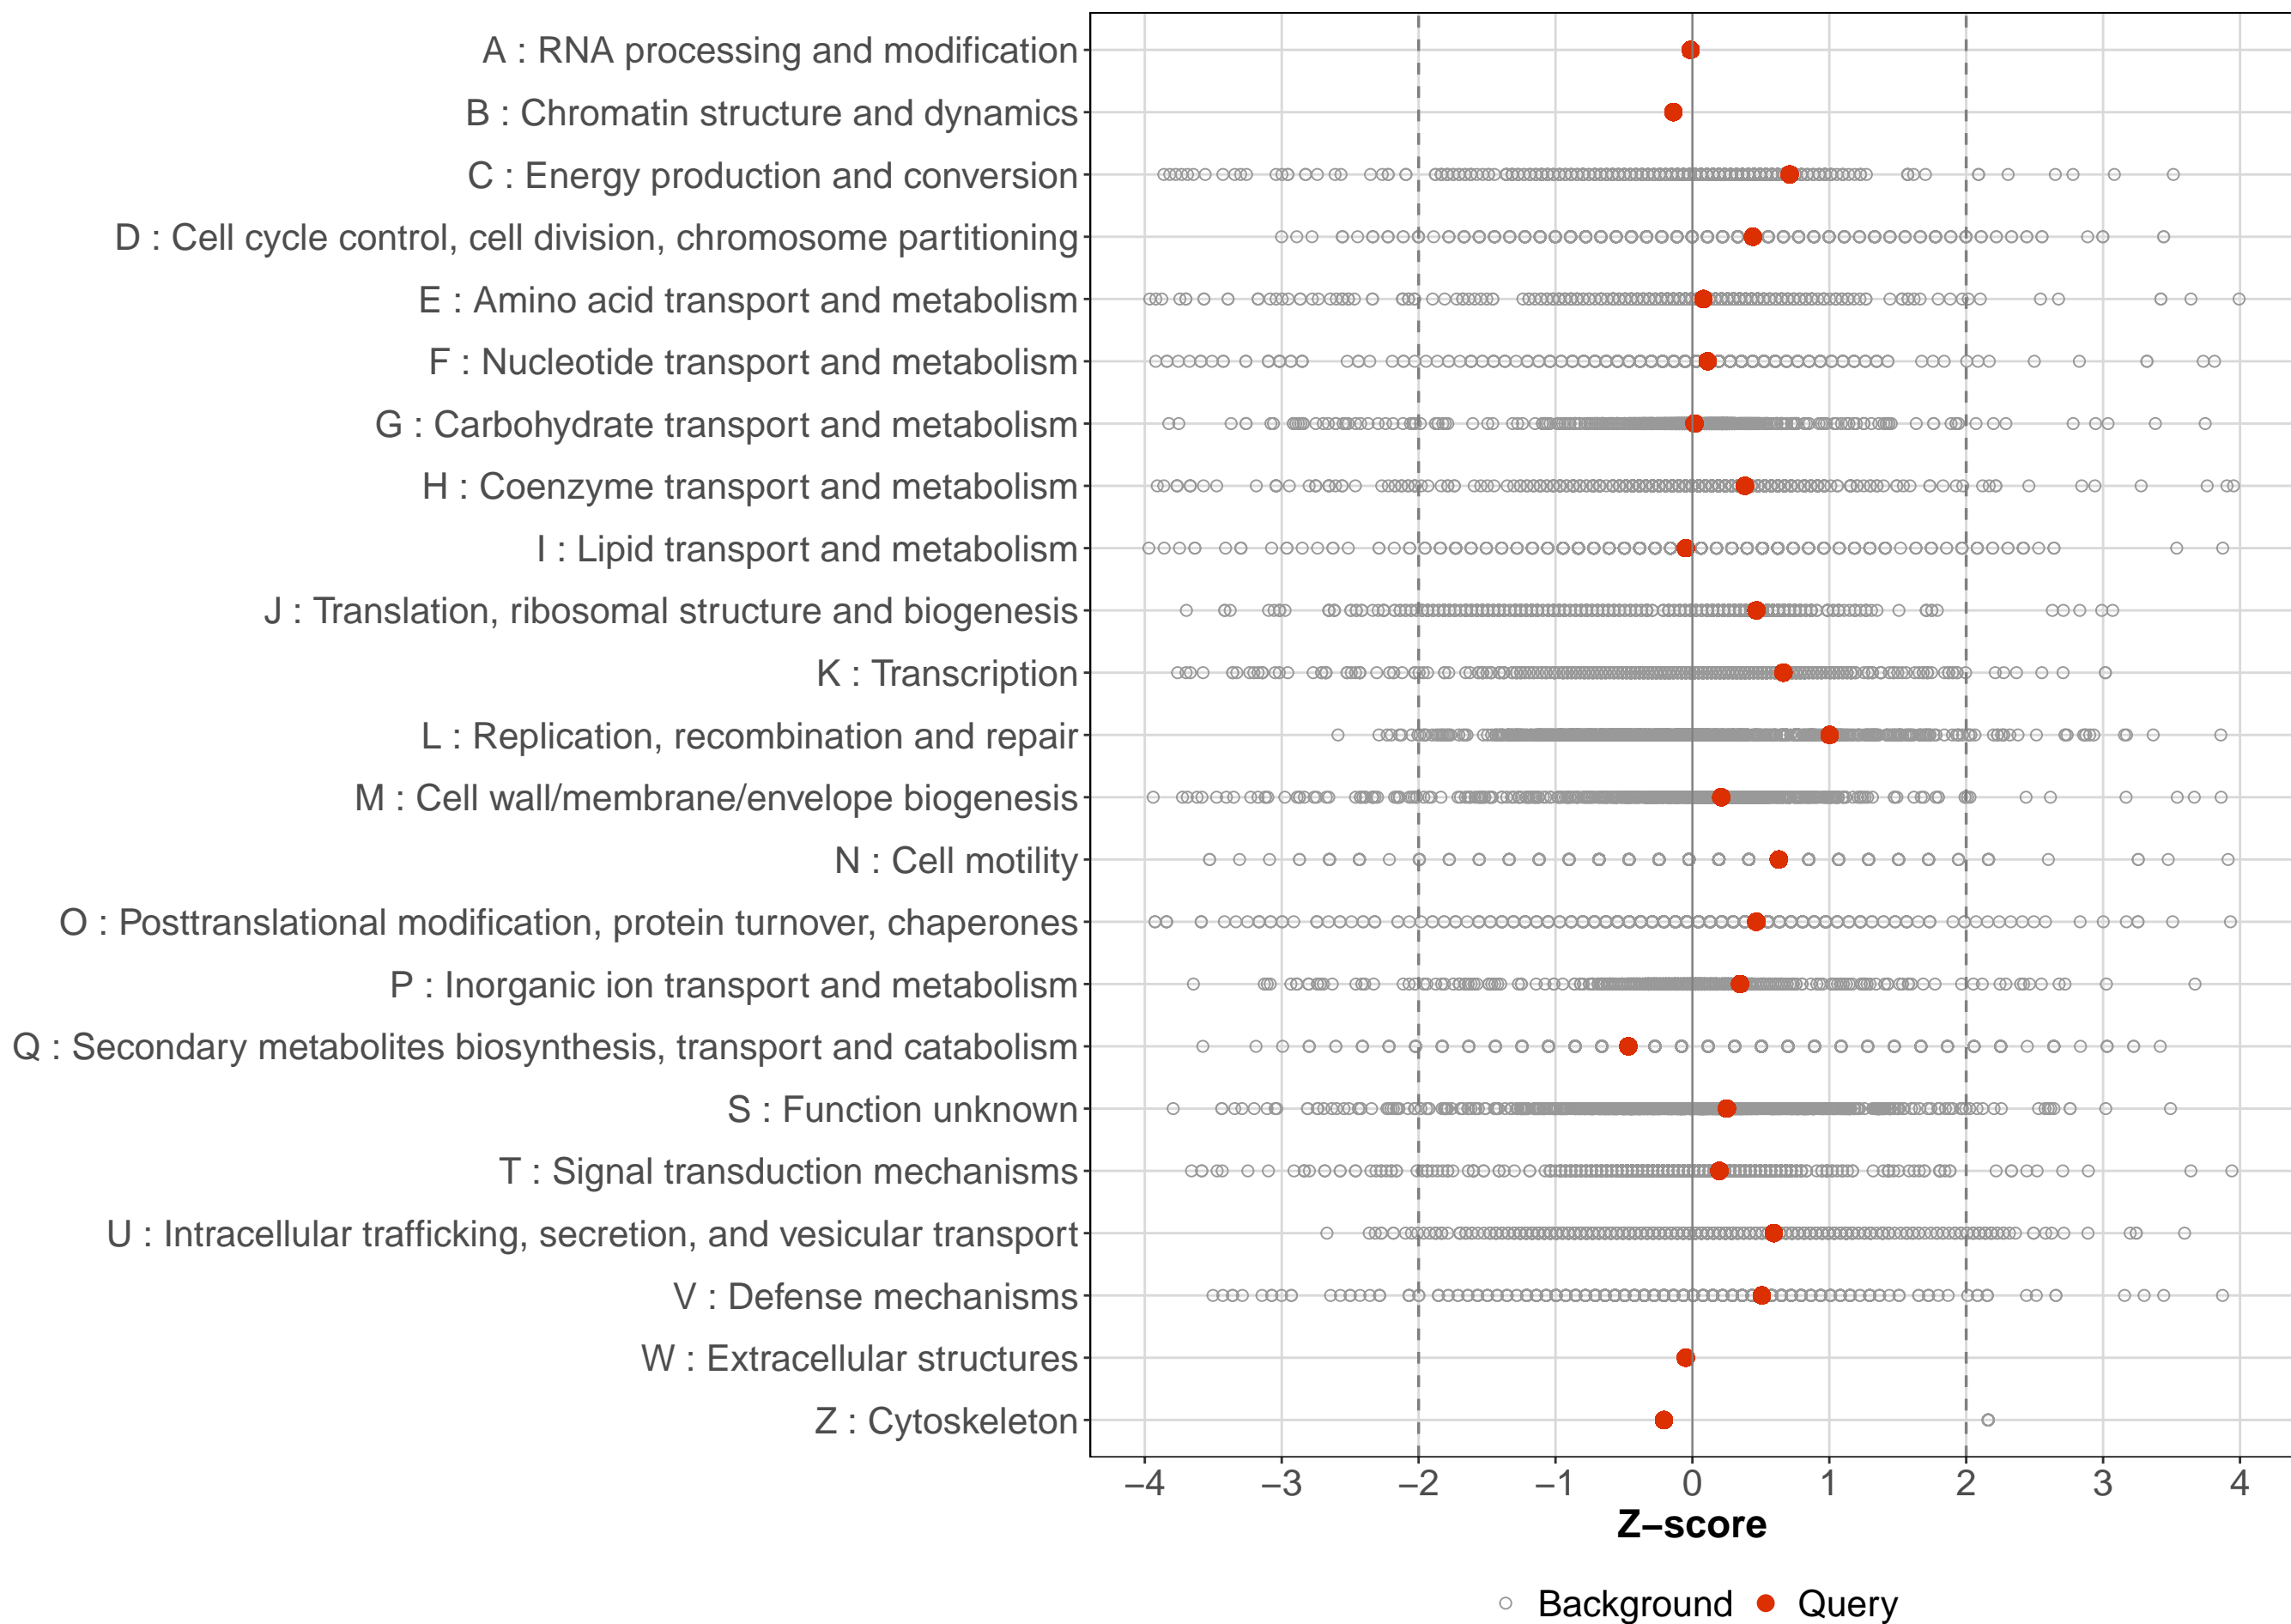 A : RNA processing and modification
B : Chromatin structure and dynamics
C : Energy production and conversion
D : Cell cycle control, cell division, chromosome partitioning
E : Amino acid transport and metabolism
F : Nucleotide transport and metabolism
G : Carbohydrate transport and metabolism
H : Coenzyme transport and metabolism
I : Lipid transport and metabolism
J : Translation, ribosomal structure and biogenesis
K : Transcription
L : Replication, recombination and repair
M : Cell wall/membrane/envelope biogenesis
N : Cell motility
O : Posttranslational modification, protein turnover, chaperones
P : Inorganic ion transport and metabolism
Q : Secondary metabolites biosynthesis, transport and catabolism
S : Function unknown
T : Signal transduction mechanisms
U : Intracellular trafficking, secretion, and vesicular transport
V : Defense mechanisms
W : Extracellular structures
Z : Cytoskeleton
−4 −3 −2 −1 0 1 2 3 4
Z−score
Background Query